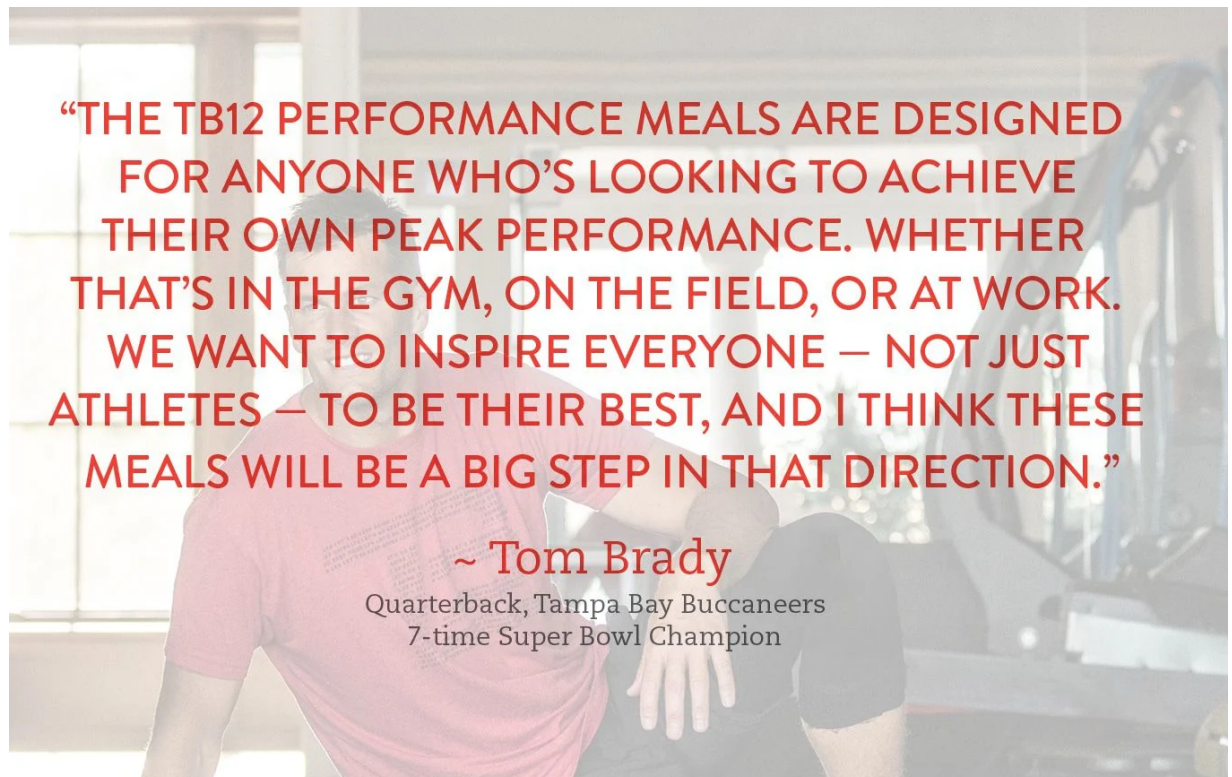 “THE TB12 PERFORMANCE MEALS ARE DESIGNED
FOR ANYONE WHO’S LOOKING TO ACHIEVE
THEIR OWN PEAK PERFORMANCE. WHETHER
THAT’S IN THE GYM, ON THE FIELD, OR AT WORK.
WE WANT TO INSPIRE EVERYONE – NOT JUST
ATHLETES – TO BE THEIR BEST, AND I THINK THESE
MEALS WILL BE A BIG STEP IN THAT DIRECTION.”
~ Tom Brady
Quarterback, Tampa Bay Buccaneers
7-time Super Bowl Champion